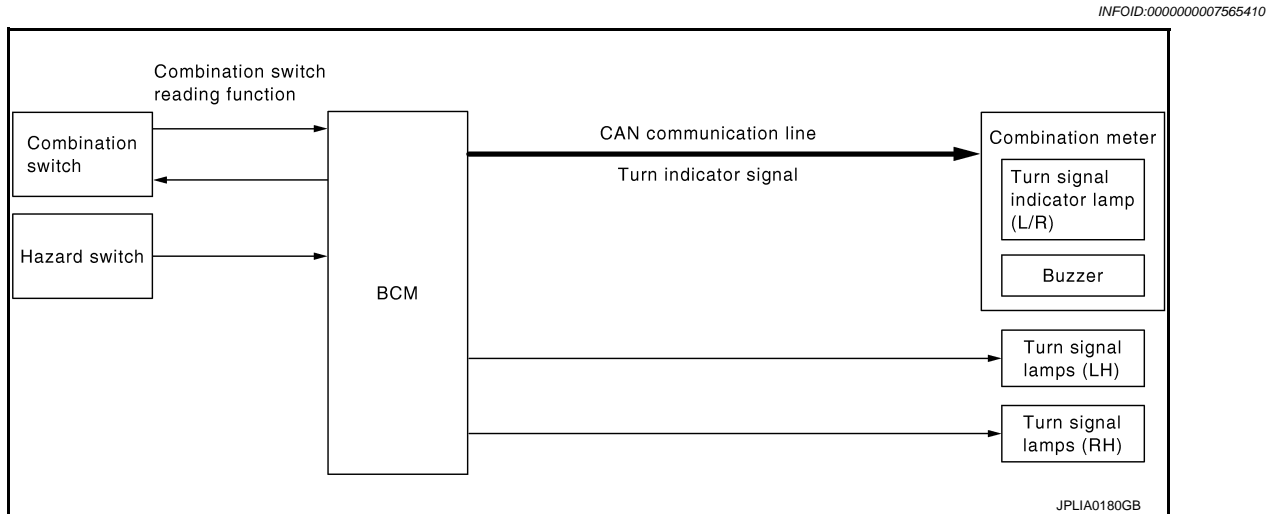 INFOID:0000000007565410
Combination switch
reading function
Combination
switch
Hazard switch
BCM
CAN communication line
Turn indicator signal
Combination meter
Turn signal
indicator lamp
(L/R)
Buzzer
Turn signal
lamps (LH)
Turn signal
lamps (RH)
JPLIA0180GB